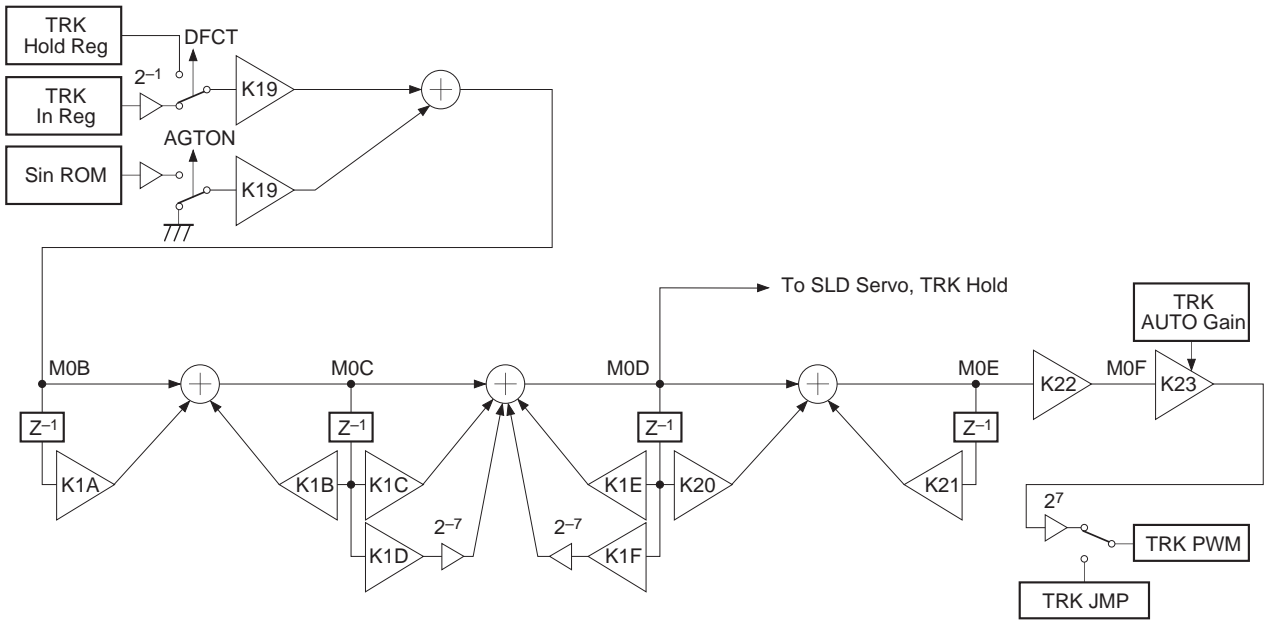 TRK
Hold Reg
DFCT
2⁻¹
K19
TRK
In Reg
AGTON
Sin ROM
K19
To SLD Servo, TRK Hold
TRK
AUTO Gain
M0B
M0C
M0D
M0E
K22
M0F
K23
Z⁻¹
Z⁻¹
Z⁻¹
Z⁻¹
K1A
K1B
K1C
K1E
K20
K21
2⁷
K1D
2⁻⁷
2⁻⁷
K1F
TRK PWM
TRK JMP